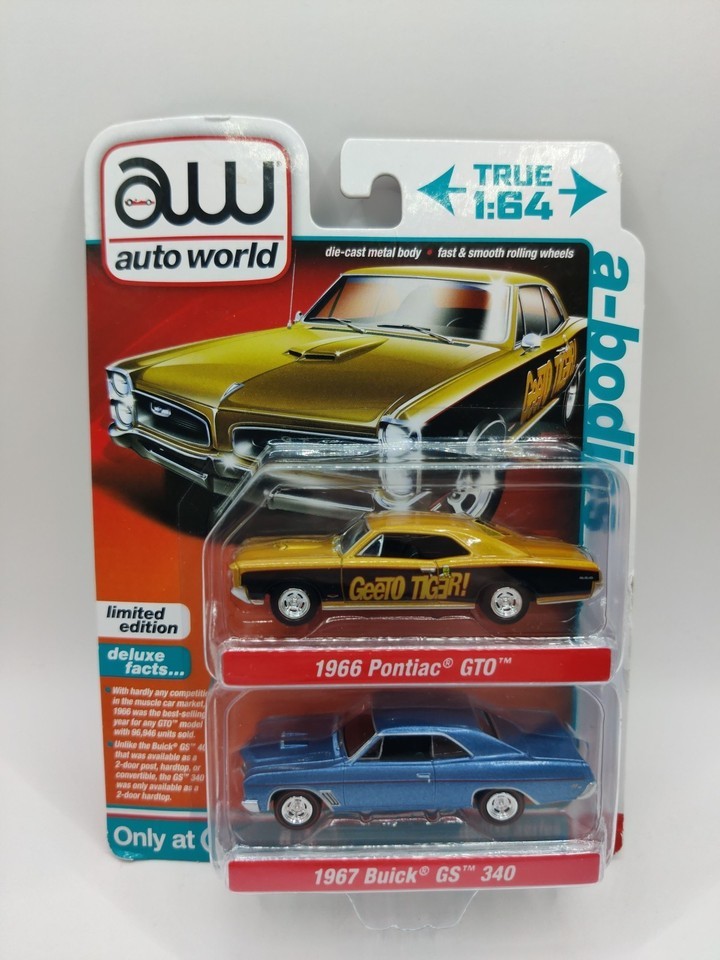 aw
auto world
TRUE
1:64
die-cast metal body • fast & smooth rolling wheels
a-bodi
GeeTO TIGER!
GeeTO TIGER!
1966 Pontiac® GTO™
limited
edition
deluxe
facts...
With hardly any competiti
in the muscle car market,
1966 was the best-selling
year for any GTO™ model
with 96,946 units sold.
Unlike the Buick® GS™ 40
that was available as a
2-door post, hardtop, or
convertible, the GS™ 340
was only available as a
2-door hardtop.
Only at
1967 Buick® GS™ 340